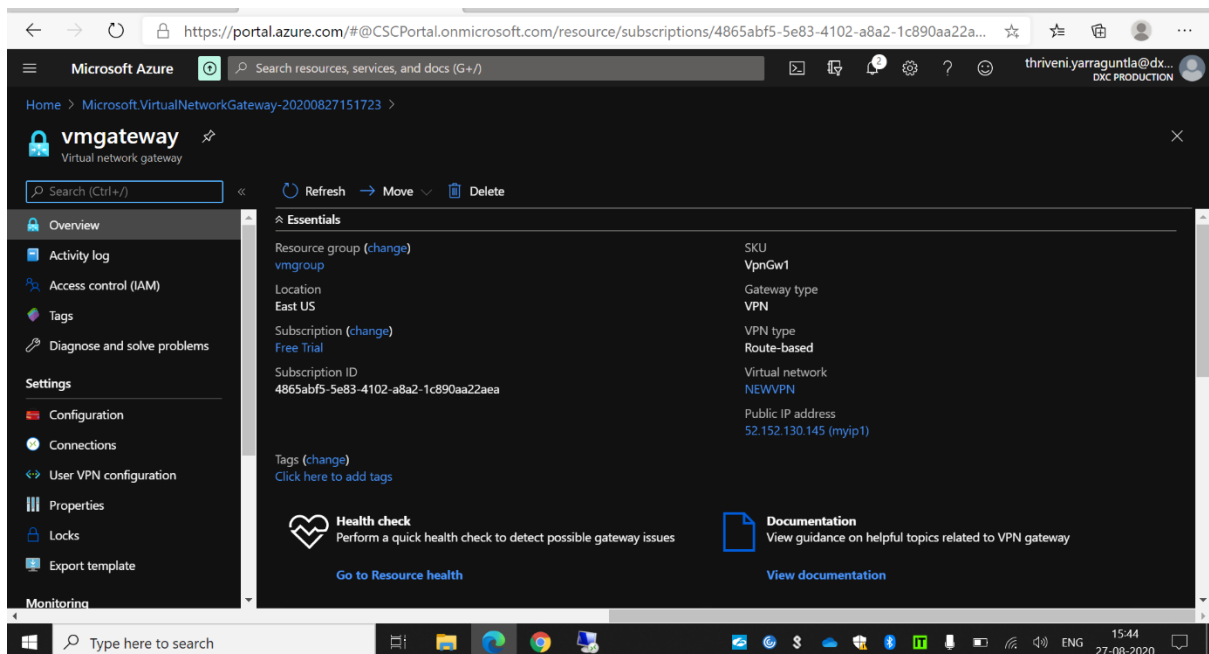 https://portal.azure.com/#@CSCPortal.onmicrosoft.com/resource/subscriptions/4865abf5-5e83-4102-a8a2-1c890aa22a...
Microsoft Azure
Search resources, services, and docs (G+/)
2
thriveni.yarraguntla@dx...
DXC PRODUCTION
Home > Microsoft.VirtualNetworkGateway-20200827151723 >
vmgateway
Virtual network gateway
Search (Ctrl+/)
Refresh
Move
Delete
Overview
Activity log
Access control (IAM)
Tags
Diagnose and solve problems
Settings
Configuration
Connections
User VPN configuration
Properties
Locks
Export template
Monitoring
Essentials
Resource group (change)
vmgroup
Location
East US
Subscription (change)
Free Trial
Subscription ID
4865abf5-5e83-4102-a8a2-1c890aa22aea
SKU
VpnGw1
Gateway type
VPN
VPN type
Route-based
Virtual network
NEWVPN
Public IP address
52.152.130.145 (myip1)
Tags (change)
Click here to add tags
Health check
Perform a quick health check to detect possible gateway issues
Go to Resource health
Documentation
View guidance on helpful topics related to VPN gateway
View documentation
Type here to search
ENG
15:44
27-08-2020